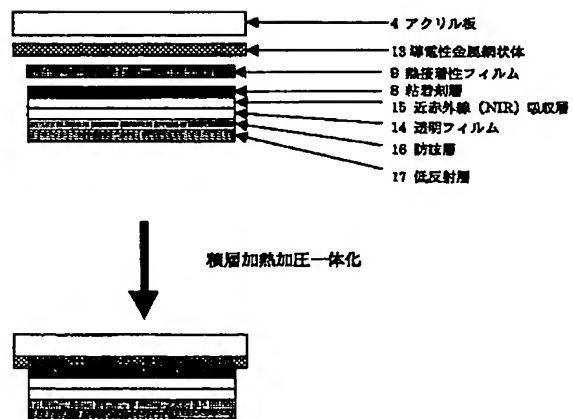 4 アクリル板
13 導電性金属網状体
9 熱接着性フィルム
8 粘着剤層
15 近赤外線（NIR）吸収層
14 透明フィルム
16 防眩層
17 低反射層
積層加熱加圧一体化